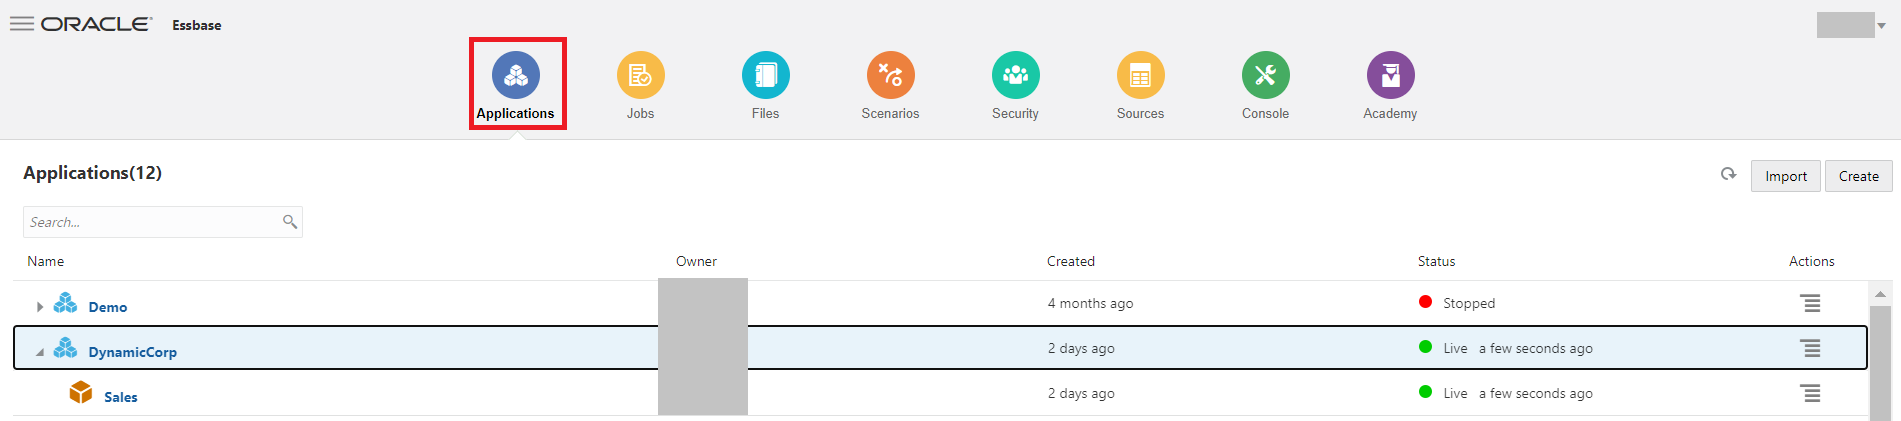 ORACLE Essbase
Applications Jobs Files Scenarios Security Sources Console Academy
Applications(12)
Import Create
Search...
Name Owner Created Status Actions
Demo 4 months ago Stopped
DynamicCorp 2 days ago Live a few seconds ago
Sales 2 days ago Live a few seconds ago